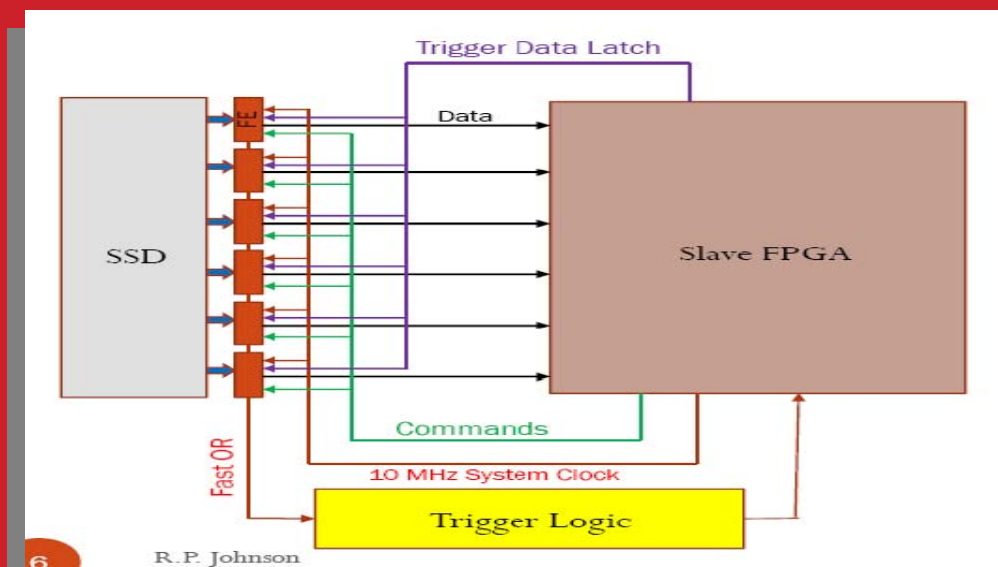 Trigger Data Latch
FE
Data
SSD
Slave FPGA
Commands
Fast OR
10 MHz System Clock
Trigger Logic
6
R.P. Johnson